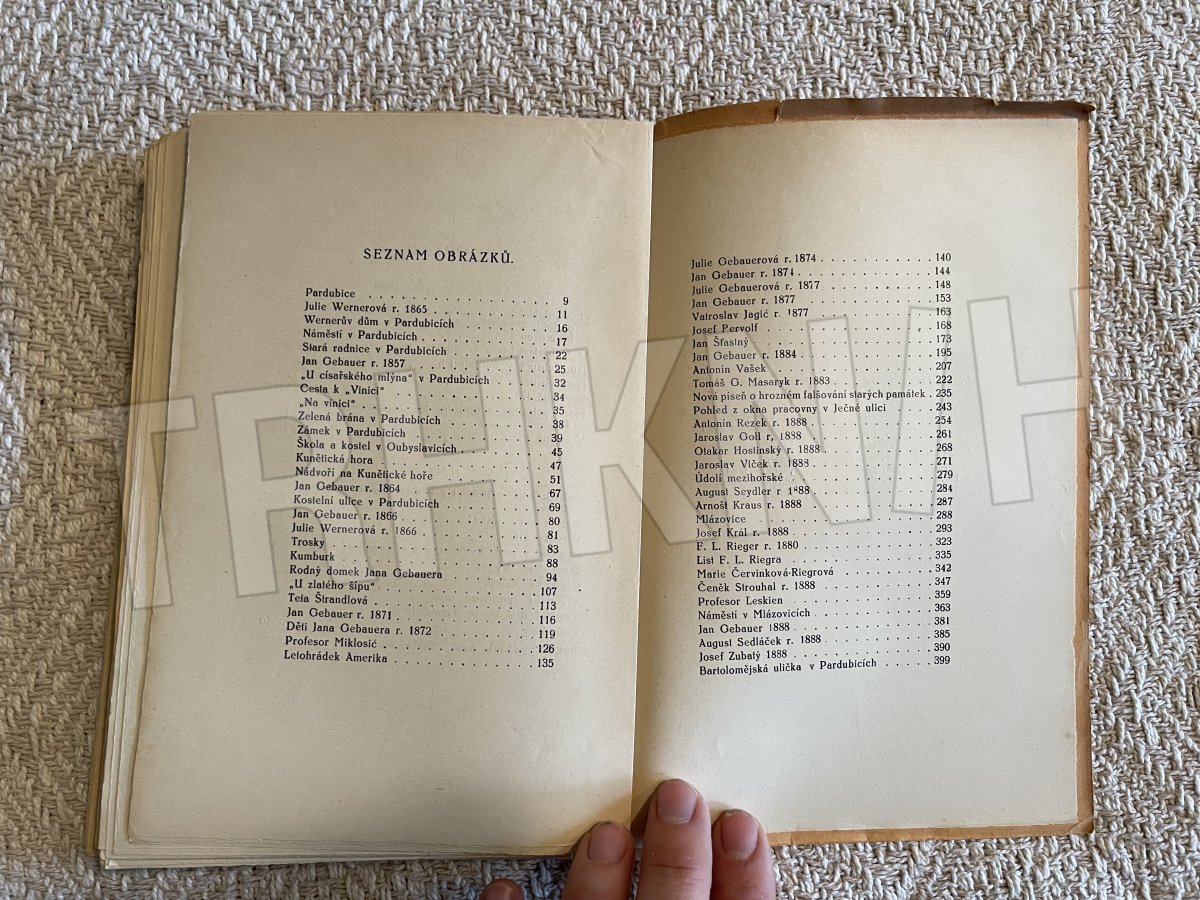 SEZNAM OBRÁZKŮ.
Pardubice . . . . . . . . . . . . . . . 9
Julie Wernerová r. 1865 . . . . . . . . . 11
Wernerův dům v Pardubicích . . . . . . . 16
Náměstí v Pardubicích . . . . . . . . . . 17
Stará radnice v Pardubicích . . . . . . . 22
Jan Gebauer r. 1857 . . . . . . . . . . . 25
„U císařského mlýna“ v Pardubicích . . . . 32
Cesta k „Vinici“ . . . . . . . . . . . . 34
„Na vinici“ . . . . . . . . . . . . . . 35
Zelená brána v Pardubicích . . . . . . . 38
Zámek v Pardubicích . . . . . . . . . . . 39
Škola a kostel v Oubyslavicích . . . . . . 45
Kunětická hora . . . . . . . . . . . . . 47
Nádvoří na Kunětické hoře . . . . . . . . 51
Jan Gebauer r. 1864 . . . . . . . . . . . 67
Kostelní ulice v Pardubicích . . . . . . . 69
Jan Gebauer r. 1866 . . . . . . . . . . . 80
Julie Wernerová r. 1866 . . . . . . . . . 81
Trosky . . . . . . . . . . . . . . . . 83
Kumburk . . . . . . . . . . . . . . . . 88
Rodný domek Jana Gebauera . . . . . . . . 94
"U zlatého šípu" . . . . . . . . . . . . 107
Teta Štrandlová . . . . . . . . . . . . . 113
Jan Gebauer r. 1871 . . . . . . . . . . . 116
Děti Jana Gebauera r. 1872 . . . . . . . . 119
Profesor Miklosić . . . . . . . . . . . . 126
Letohrádek Amerika . . . . . . . . . . . 135
Julie Gebauerová r. 1874 . . . . . . . . . 140
Jan Gebauer r. 1874 . . . . . . . . . . . 144
Julie Gebauerová r. 1877 . . . . . . . . . 148
Jan Gebauer r. 1877 . . . . . . . . . . . 153
Vatroslav Jagić r. 1877 . . . . . . . . . 163
Josef Pervolf . . . . . . . . . . . . . . 168
Jan Šťastný . . . . . . . . . . . . . . 173
Jan Gebauer r. 1884 . . . . . . . . . . . 195
Antonín Vašek . . . . . . . . . . . . . 207
Tomáš G. Masaryk r. 1883 . . . . . . . . . 222
Nová píseň o hrozném falšování starých památek . 235
Pohled z okna pracovny v Ječné ulici . . . . 243
Antonín Rezek r. 1888 . . . . . . . . . . 254
Jaroslav Goll r, 1888 . . . . . . . . . . 261
Otakar Hostinský r. 1888 . . . . . . . . . 268
Jaroslav Vlček r. 1888 . . . . . . . . . . 271
Údolí mezihořské . . . . . . . . . . . . 279
August Seydler r 1888 . . . . . . . . . . 284
Arnošt Kraus r. 1888 . . . . . . . . . . 287
Mlázovice . . . . . . . . . . . . . . . 288
Josef Král r. 1888 . . . . . . . . . . . 293
F. L. Rieger r. 1880 . . . . . . . . . . . 323
List F. L. Riegra . . . . . . . . . . . . 335
Marie Červinková-Riegrová . . . . . . . . 342
Čeněk Strouhal r. 1888 . . . . . . . . . . 347
Profesor Leskien . . . . . . . . . . . . 359
Náměstí v Mlázovicích . . . . . . . . . . 363
Jan Gebauer 1888 . . . . . . . . . . . . 381
August Sedláček r. 1888 . . . . . . . . . 385
Josef Zubatý 1888 . . . . . . . . . . . . 390
Bartolomějská ulička v Pardubicích . . . . . 399
TRHKNIH